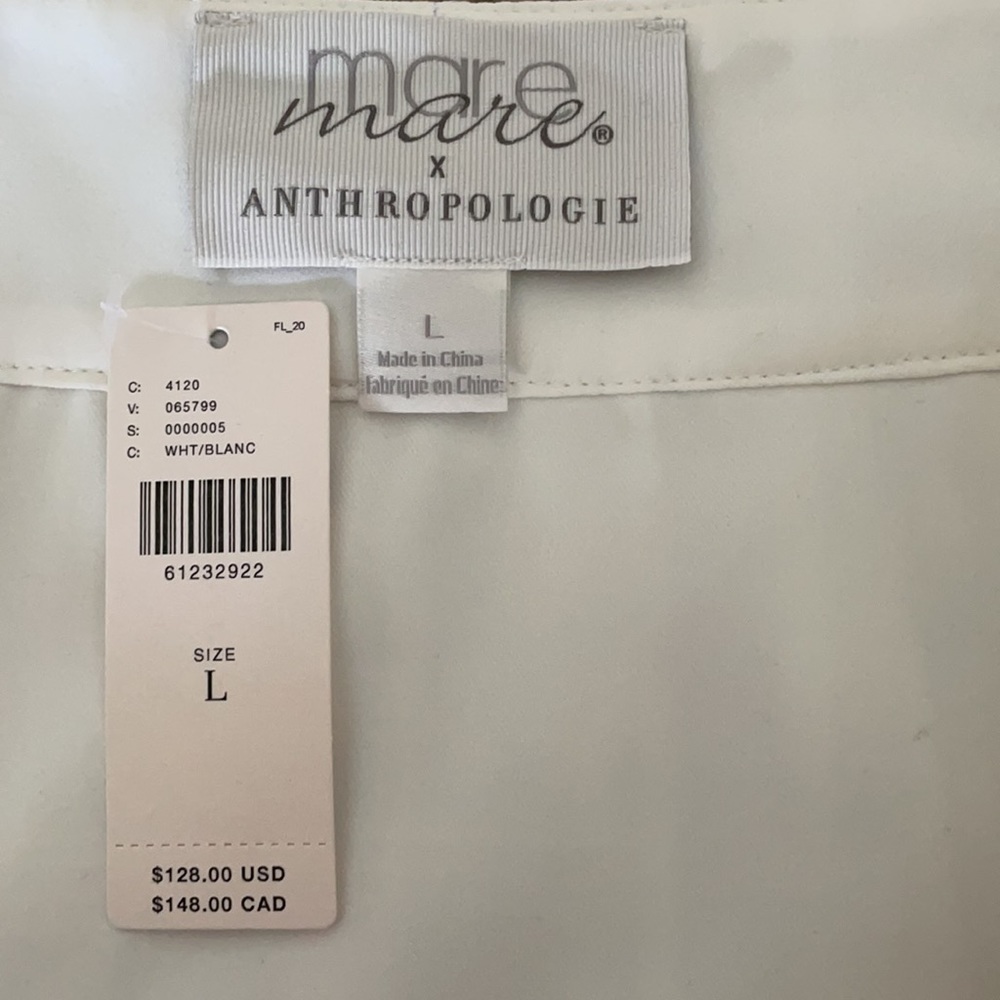 mare
mare®
X
ANTHROPOLOGIE
L
Made in China
fabriqué en Chine
FL_20
C: 4120
V: 065799
S: 0000005
C: WHT/BLANC
61232922
SIZE
L
$128.00 USD
$148.00 CAD